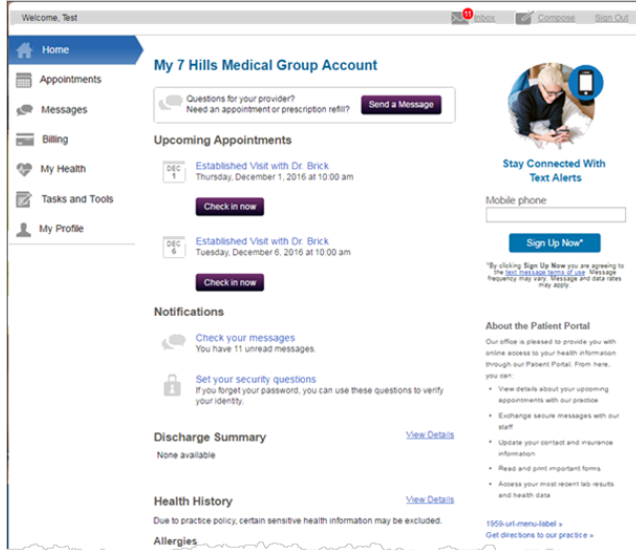 Welcome, Test
11
Inbox
Compose
Sign Out
Home
Appointments
Messages
Billing
My Health
Tasks and Tools
My Profile
My 7 Hills Medical Group Account
Questions for your provider?
Need an appointment or prescription refill?
Send a Message
Upcoming Appointments
DEC
1
Established Visit with Dr. Brick
Thursday, December 1, 2016 at 10:00 am
Check in now
DEC
6
Established Visit with Dr. Brick
Tuesday, December 6, 2016 at 10:00 am
Check in now
Notifications
Check your messages
You have 11 unread messages.
Set your security questions
If you forget your password, you can use these questions to verify
your identity.
Discharge Summary
View Details
None available
Health History
View Details
Due to practice policy, certain sensitive health information may be excluded.
Allergies
Stay Connected With
Text Alerts
Mobile phone
Sign Up Now*
*By clicking Sign Up Now you are agreeing to
the text message terms of use. Message
frequency may vary. Message and data rates
may apply.
About the Patient Portal
Our office is pleased to provide you with
online access to your health information
through our Patient Portal. From here,
you can:
• View details about your upcoming
appointments with our practice
• Exchange secure messages with our
staff
• Update your contact and insurance
information
• Read and print important forms
• Access your most recent lab results
and health data
1959-url-menu-label »
Get directions to our practice »